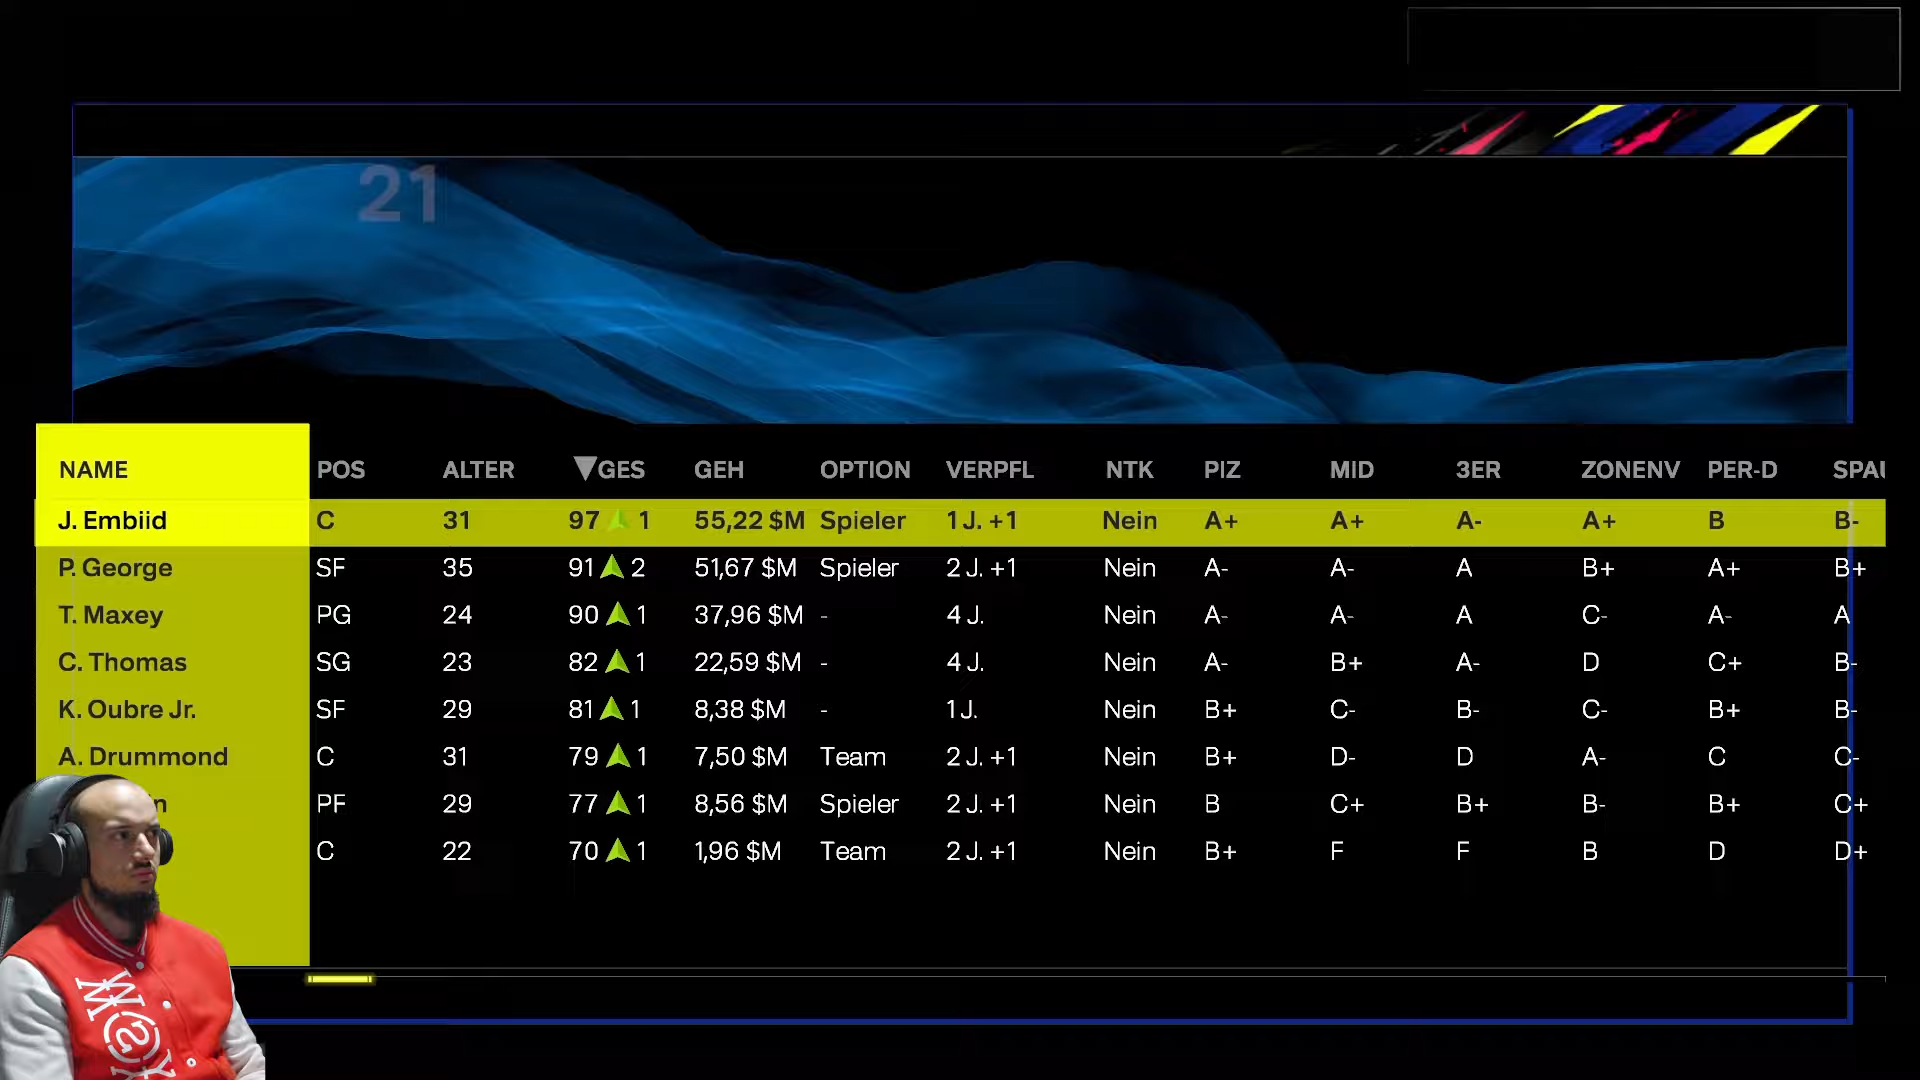 21
NAME POS ALTER GES GEH OPTION VERPFL NTK PIZ MID 3ER ZONENV PER-D
J. Embiid C 31 97 1 55,22 $M Spieler 1 J. +1 Nein A+ A+ A- A+ B B-
P. George SF 35 91 2 51,67 $M Spieler 2 J. +1 Nein A- A- A B+ A+ B+
T. Maxey PG 24 90 1 37,96 $M - 4 J. Nein A- A- A C- A- A
C. Thomas SG 23 82 1 22,59 $M - 4 J. Nein A- B+ A- D C+ B-
K. Oubre Jr. SF 29 81 1 8,38 $M - 1 J. Nein B+ C- B- C- B+ B-
A. Drummond C 31 79 1 7,50 $M Team 2 J. +1 Nein B+ D- D A- C C-
PF 29 77 1 8,56 $M Spieler 2 J. +1 Nein B C+ B+ B- B+ C+
C 22 70 1 1,96 $M Team 2 J. +1 Nein B+ F F B D D+